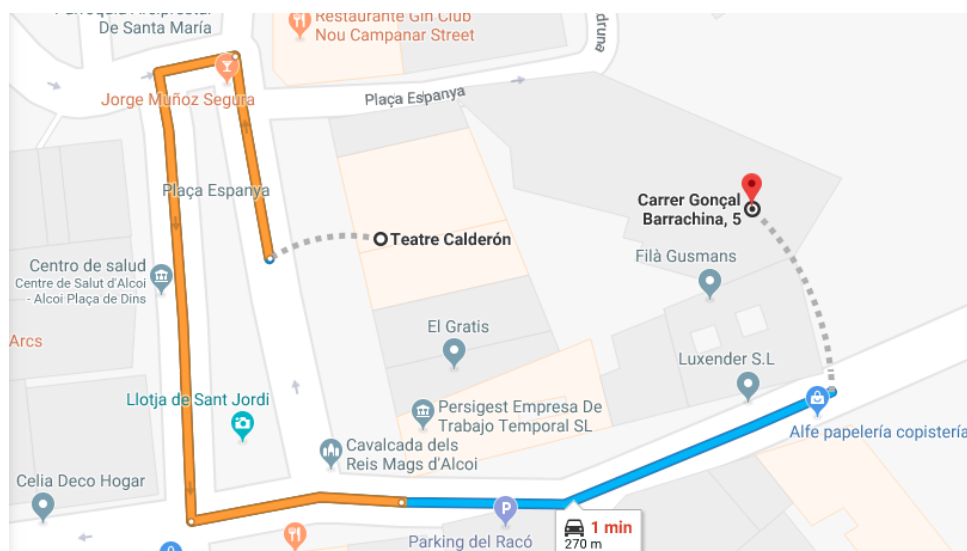 De Santa María
Restaurante Gin Club
Nou Campanar Street
Jorge Muñoz Segura
Plaça Espanya
Plaça Espanya
Carrer Gonçal
Barrachina, 5
Teatre Calderón
Filà Gusmans
Centro de salud
Centre de Salut d'Alcoi
- Alcoi Plaça de Dins
Arcs
El Gratis
Luxender S.L
Llotja de Sant Jordi
Persigest Empresa De
Trabajo Temporal SL
Alfe papelería copistería
Cavalcada dels
Reis Mags d'Alcoi
Celia Deco Hogar
P
1 min
270 m
Parking del Racó